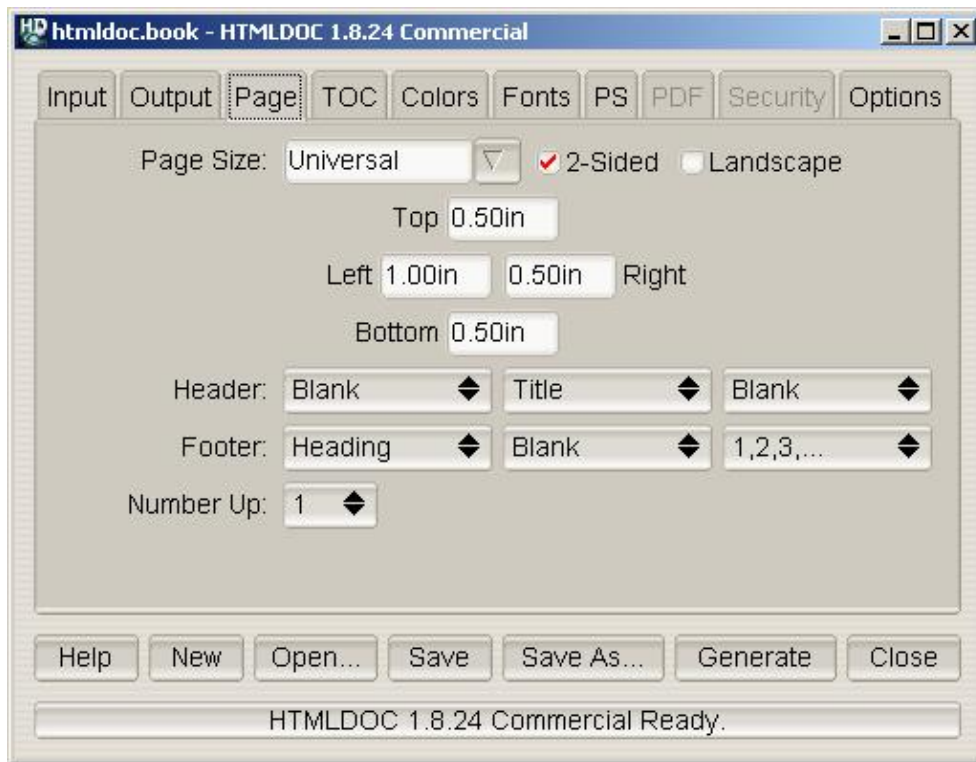 HD htmldoc.book - HTMLDOC 1.8.24 Commercial
Input Output Page TOC Colors Fonts PS PDF Security Options
Page Size: Universal 2-Sided Landscape
Top 0.50in
Left 1.00in 0.50in Right
Bottom 0.50in
Header: Blank Title Blank
Footer: Heading Blank 1,2,3,...
Number Up: 1
Help New Open... Save Save As... Generate Close
HTMLDOC 1.8.24 Commercial Ready.